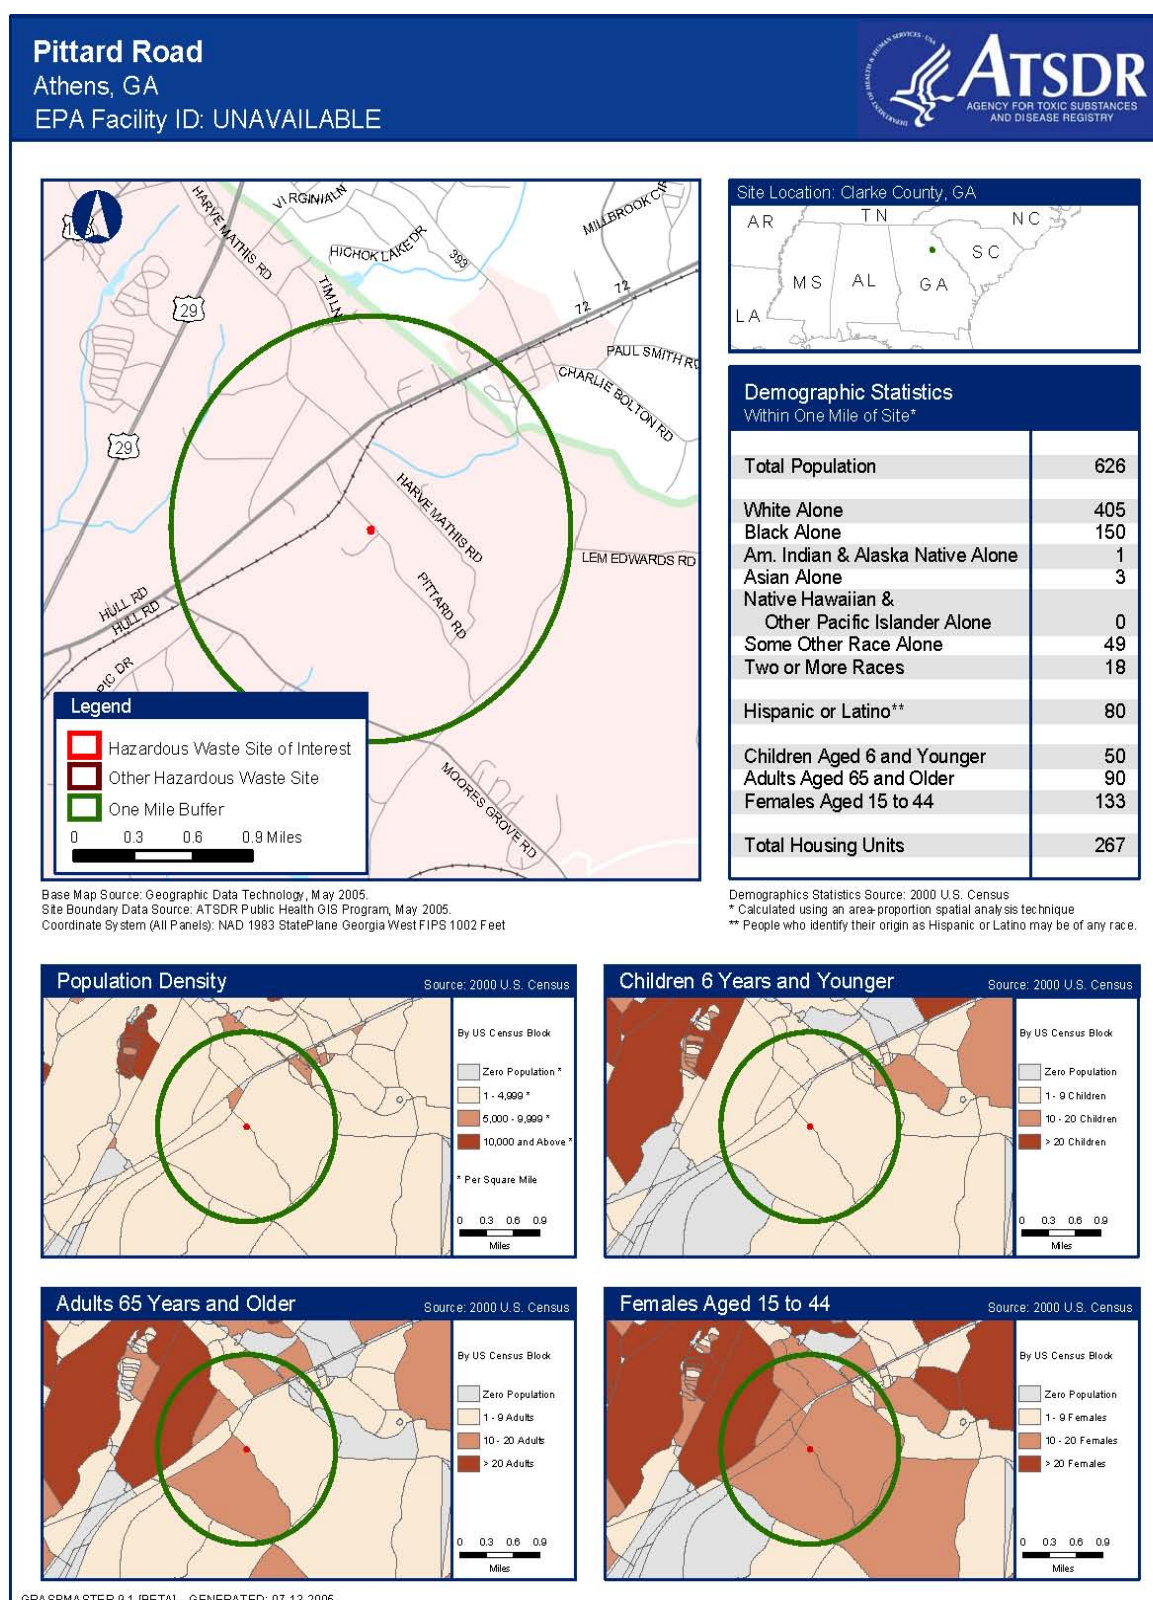 Pittard Road
Athens, GA
EPA Facility ID: UNAVAILABLE
DEPARTMENT OF HEALTH & HUMAN SERVICES - USA
ATSDR
AGENCY FOR TOXIC SUBSTANCES
AND DISEASE REGISTRY
HARVE MATHIS RD
VIRGINIA LN
HICHOK LAKE DR
393
MILLBROOK CIR
TIM LN
72
72
29
29
PAUL SMITH RD
CHARLIE BOLTON RD
HARVE MATHIS RD
LEM EDWARDS RD
PITTARD RD
HULL RD
HULL RD
PIC DR
MOORES GROVE RD
Legend
Hazardous Waste Site of Interest
Other Hazardous Waste Site
One Mile Buffer
0 0.3 0.6 0.9 Miles
Base Map Source: Geographic Data Technology, May 2005.
Site Boundary Data Source: ATSDR Public Health GIS Program, May 2005.
Coordinate System (All Panels): NAD 1983 StatePlane Georgia West FIPS 1002 Feet
Site Location: Clarke County, GA
AR TN NC
MS AL GA SC
LA
Demographic Statistics
Within One Mile of Site*
Total Population 626
White Alone 405
Black Alone 150
Am. Indian & Alaska Native Alone 1
Asian Alone 3
Native Hawaiian &
Other Pacific Islander Alone 0
Some Other Race Alone 49
Two or More Races 18
Hispanic or Latino** 80
Children Aged 6 and Younger 50
Adults Aged 65 and Older 90
Females Aged 15 to 44 133
Total Housing Units 267
Demographics Statistics Source: 2000 U.S. Census
* Calculated using an area-proportion spatial analysis technique
** People who identify their origin as Hispanic or Latino may be of any race.
Population Density Source: 2000 U.S. Census
By US Census Block
Zero Population *
1 - 4,999 *
5,000 - 9,999 *
10,000 and Above *
* Per Square Mile
0 0.3 0.6 0.9
Miles
Children 6 Years and Younger Source: 2000 U.S. Census
By US Census Block
Zero Population
1 - 9 Children
10 - 20 Children
> 20 Children
0 0.3 0.6 0.9
Miles
Adults 65 Years and Older Source: 2000 U.S. Census
By US Census Block
Zero Population
1 - 9 Adults
10 - 20 Adults
> 20 Adults
0 0.3 0.6 0.9
Miles
Females Aged 15 to 44 Source: 2000 U.S. Census
By US Census Block
Zero Population
1 - 9 Females
10 - 20 Females
> 20 Females
0 0.3 0.6 0.9
Miles
GRASPMASTER 9.1 [BETA] - GENERATED: 07-13-2005